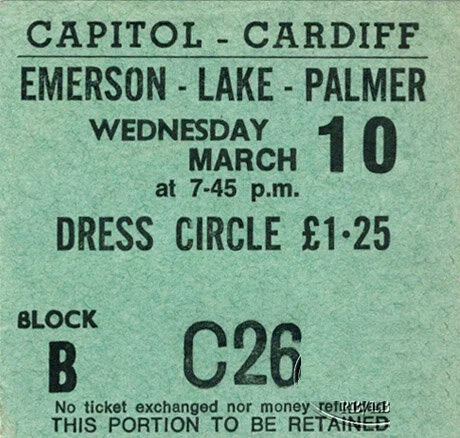 CAPITOL - CARDIFF
EMERSON - LAKE - PALMER
WEDNESDAY
MARCH 10
at 7-45 p.m.
DRESS CIRCLE £1·25
BLOCK
B C26
No ticket exchanged nor money refunded
THIS PORTION TO BE RETAINED